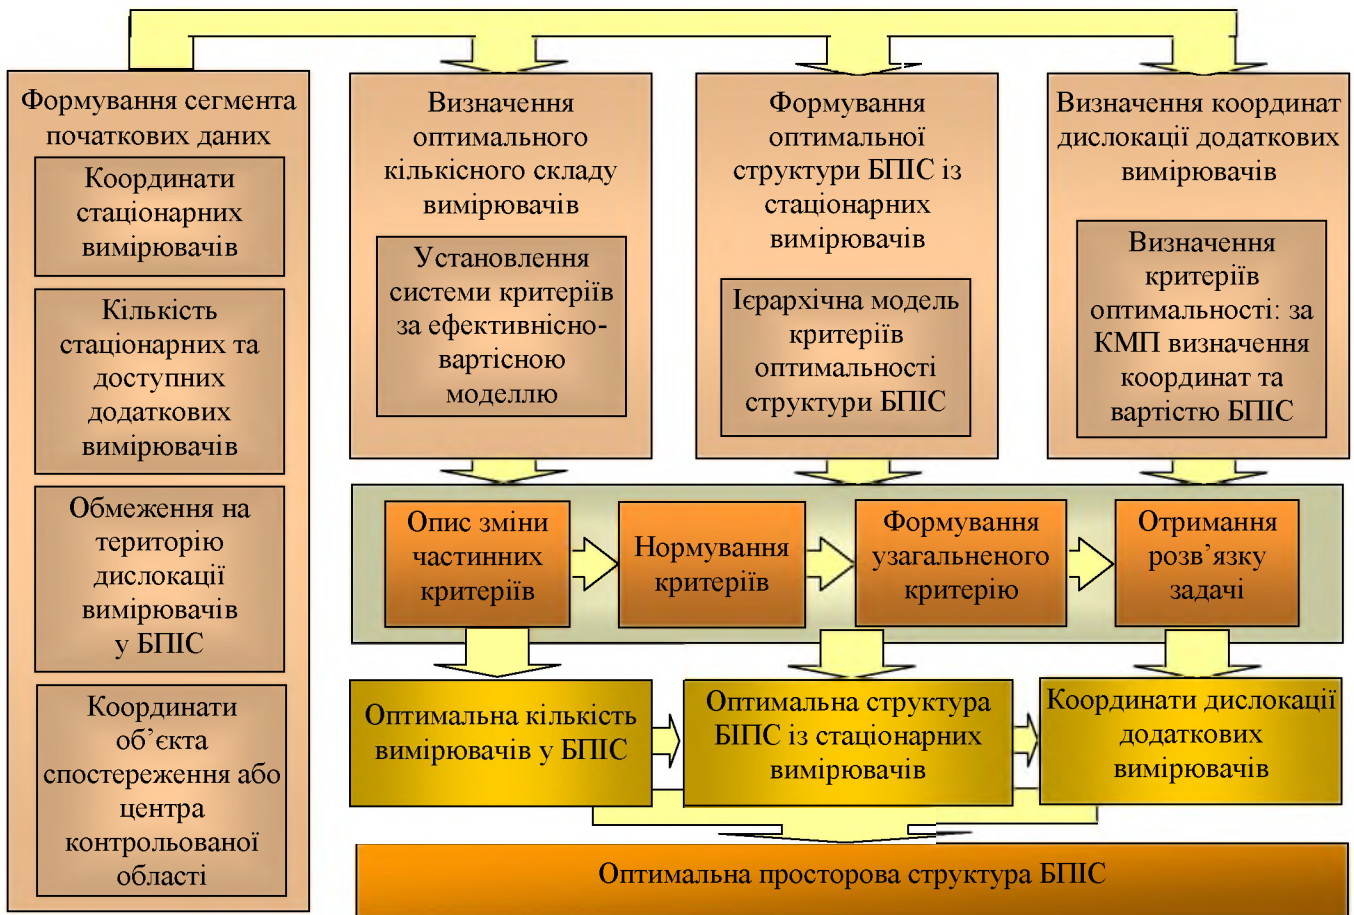 Формування сегмента
початкових даних
Координати
стаціонарних
вимірювачів
Кількість
стаціонарних та
доступних
додаткових
вимірювачів
Обмеження на
територію
дислокації
вимірювачів
у БПІС
Координати
об’єкта
спостереження або
центра
контрольованої
області
Визначення
оптимального
кількісного складу
вимірювачів
Установлення
системи критеріїв
за ефективнісно-
вартісною
моделлю
Формування
оптимальної
структури БПІС із
стаціонарних
вимірювачів
Ієрархічна модель
критеріїв
оптимальності
структури БПІС
Визначення координат
дислокації додаткових
вимірювачів
Визначення
критеріїв
оптимальності: за
КМП визначення
координат та
вартістю БПІС
Опис зміни
частинних
критеріїв
Нормування
критеріїв
Формування
узагальненого
критерію
Отримання
розв’язку
задачі
Оптимальна кількість
вимірювачів у БПІС
Оптимальна структура
БІПС із стаціонарних
вимірювачів
Координати дислокації
додаткових
вимірювачів
Оптимальна просторова структура БПІС